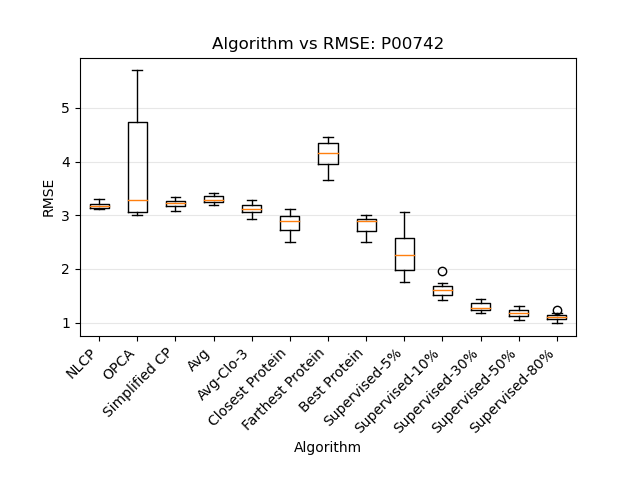 Algorithm vs RMSE: P00742
RMSE
5
4
3
2
1
NLCP
OPCA
Simplified CP
Avg
Avg-Clo-3
Closest Protein
Farthest Protein
Best Protein
Supervised-5%
Supervised-10%
Supervised-30%
Supervised-50%
Supervised-80%
Algorithm